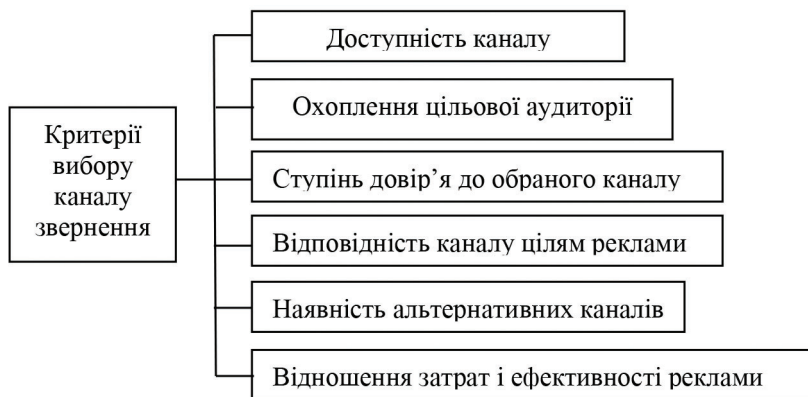 Критерії
вибору
каналу
звернення
Доступність каналу
Охоплення цільової аудиторії
Ступінь довір’я до обраного каналу
Відповідність каналу цілям реклами
Наявність альтернативних каналів
Відношення затрат і ефективності реклами